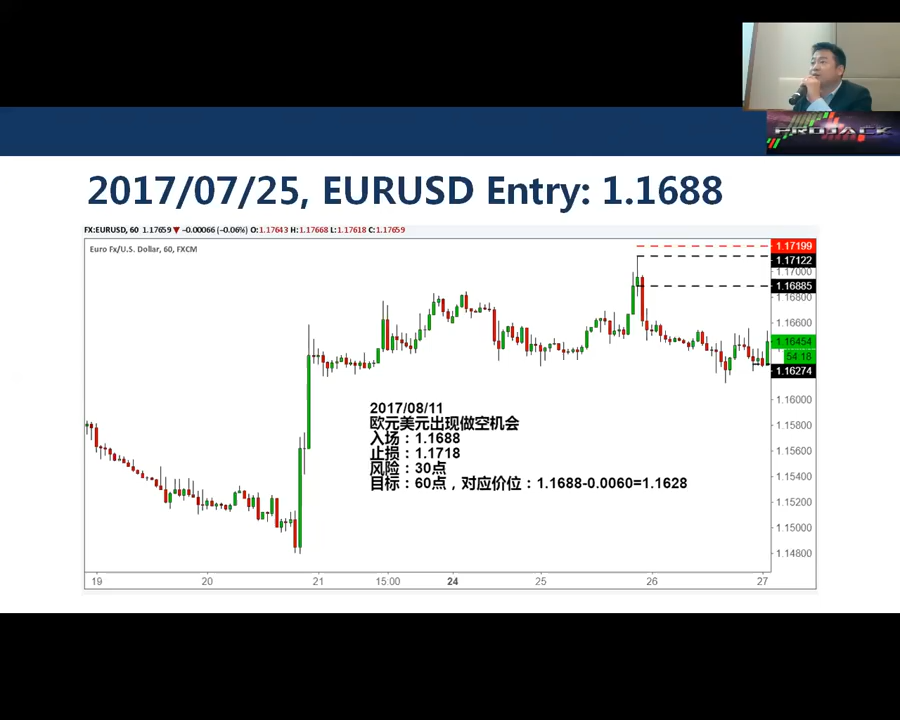 PROJACK
2017/07/25, EURUSD Entry: 1.1688
FX:EURUSD, 60 1.17659 ▼ −0.00066 (−0.06%) O:1.17643 H:1.17668 L:1.17618 C:1.17659
Euro Fx/U.S. Dollar, 60, FXCM
1.17199
1.17122
1.17000
1.16885
1.16800
1.16600
1.16454
54:18
1.16274
1.16000
1.15800
1.15600
1.15400
1.15200
1.15000
1.14800
2017/08/11
欧元美元出现做空机会
入场：1.1688
止损：1.1718
风险：30点
目标：60点，对应价位：1.1688-0.0060=1.1628
19 20 21 15:00 24 25 26 27